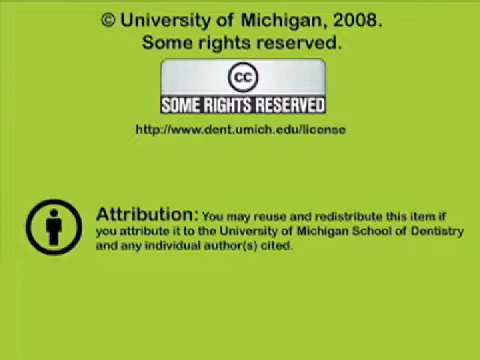 © University of Michigan, 2008.
Some rights reserved.
cc
SOME RIGHTS RESERVED
http://www.dent.umich.edu/license
Attribution: You may reuse and redistribute this item if
you attribute it to the University of Michigan School of Dentistry
and any individual author(s) cited.